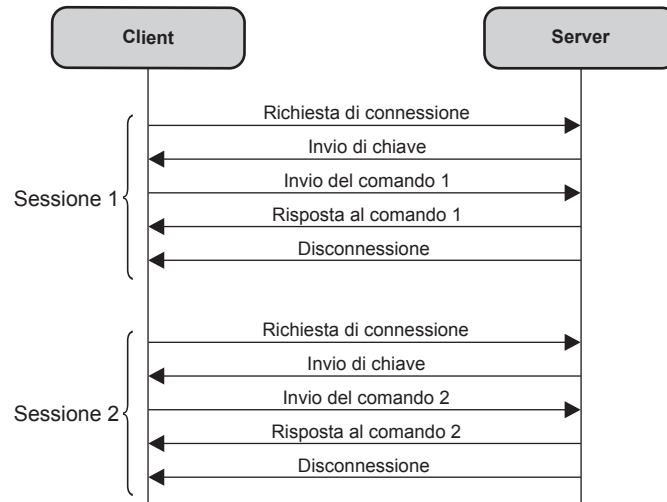 Client
Server
Richiesta di connessione
Invio di chiave
Invio del comando 1
Sessione 1
Risposta al comando 1
Disconnessione
Richiesta di connessione
Invio di chiave
Invio del comando 2
Sessione 2
Risposta al comando 2
Disconnessione